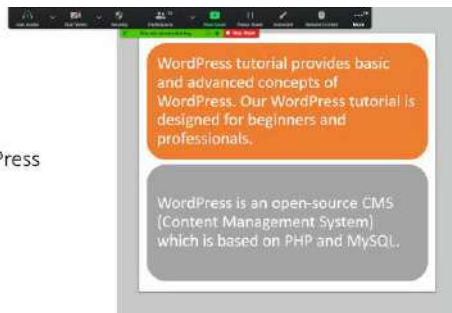 WordPress tutorial provides basic
and advanced concepts of
WordPress. Our WordPress tutorial is
designed for beginners and
professionals.
Press
WordPress is an open-source CMS
(Content Management System)
which is based on PHP and MySQL.